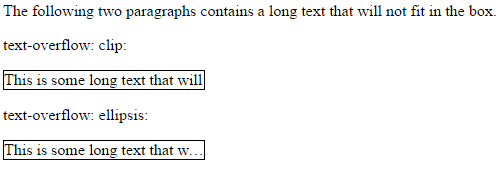 The following two paragraphs contains a long text that will not fit in the box.
text-overflow: clip:
This is some long text that will
text-overflow: ellipsis:
This is some long text that w...